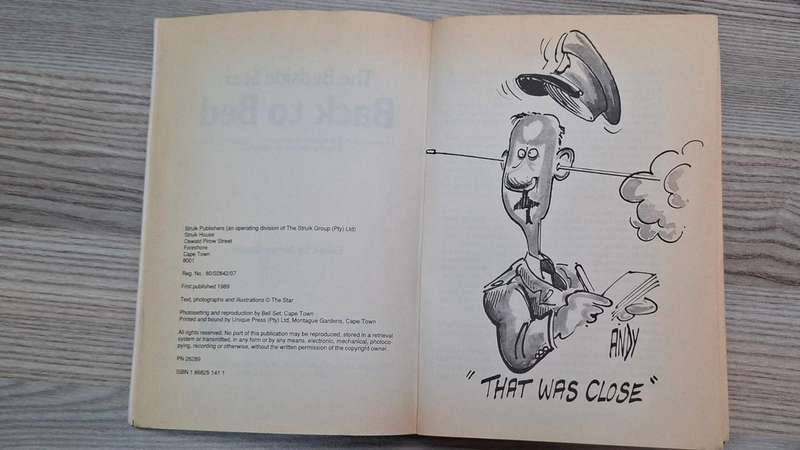 The Bedside Star
Back to Bed
Struik Publishers (an operating division of The Struik Group (Pty) Ltd)
Struik House
Oswald Pirow Street
Foreshore
Cape Town
8001
Reg. No. 80/02842/07
First published 1989
Text, photographs and illustrations © The Star
Photosetting and reproduction by Bell Set, Cape Town
Printed and bound by Unique Press (Pty) Ltd, Montague Gardens, Cape Town
All rights reserved. No part of this publication may be reproduced, stored in a retrieval
system or transmitted, in any form or by any means, electronic, mechanical, photoco-
pying, recording or otherwise, without the written permission of the copyright owner.
PN 26289
ISBN 1 86825 141 1
ANDY
"THAT WAS CLOSE"